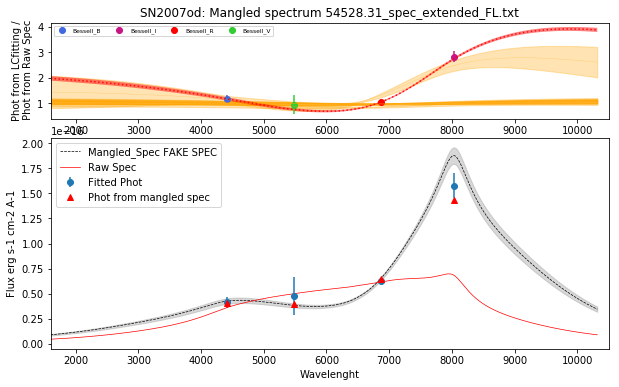 SN2007od: Mangled spectrum 54528.31_spec_extended_FL.txt
Phot from LCfitting /
Phot from Raw Spec
4
3
2
1
Bessell_B
Bessell_I
Bessell_R
Bessell_V
2000 3000 4000 5000 6000 7000 8000 9000 10000
1e−16
Flux erg s-1 cm-2 A-1
2.00
1.75
1.50
1.25
1.00
0.75
0.50
0.25
0.00
Mangled_Spec FAKE SPEC
Raw Spec
Fitted Phot
Phot from mangled spec
2000 3000 4000 5000 6000 7000 8000 9000 10000
Wavelenght